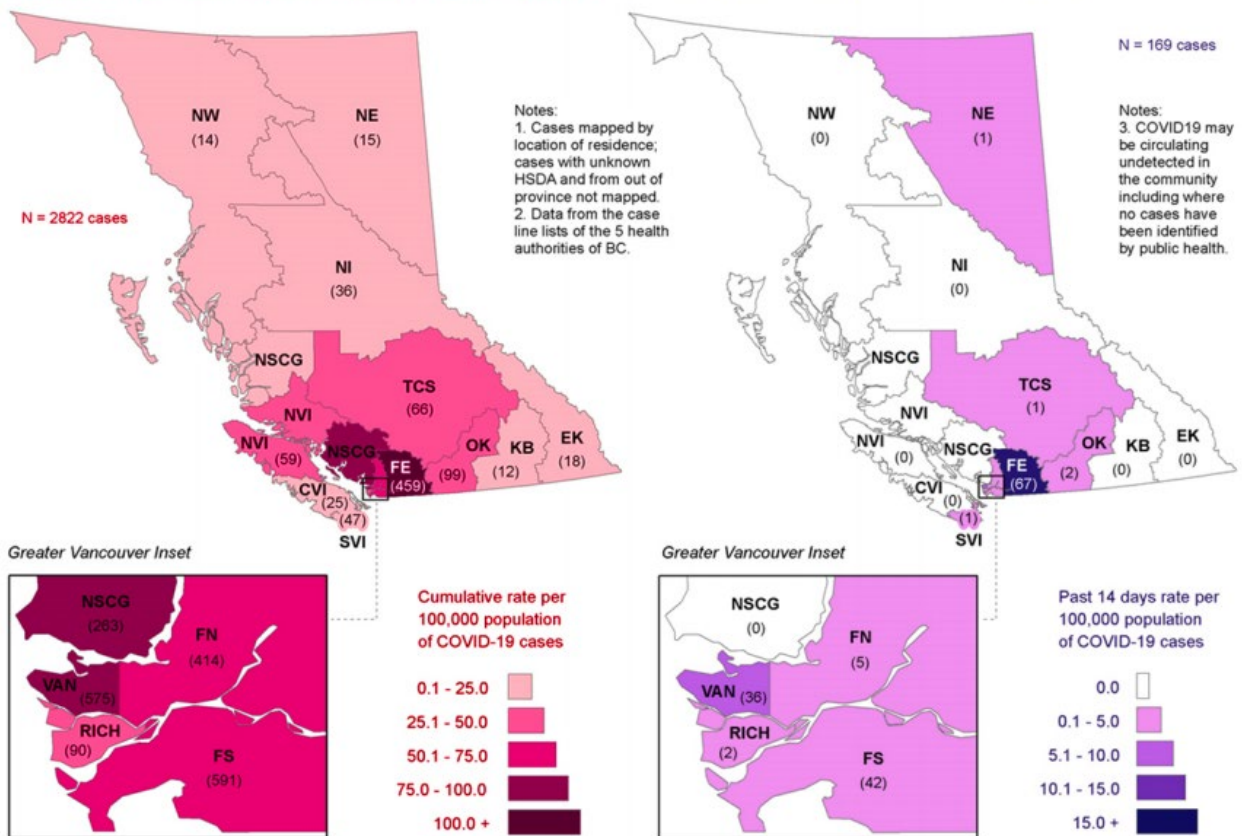 N = 2822 cases
NW
(14)
NE
(15)
Notes:
1. Cases mapped by
location of residence;
cases with unknown
HSDA and from out of
province not mapped.
2. Data from the case
line lists of the 5 health
authorities of BC.
NI
(36)
NSCG
TCS
(66)
NVI
NVI
(59)
NSCG
FE
(459)
OK
(99)
KB
(12)
EK
(18)
CVI
(25)
(47)
SVI
Greater Vancouver Inset
NSCG
(263)
FN
(414)
VAN
(575)
RICH
(90)
FS
(591)
Cumulative rate per
100,000 population
of COVID-19 cases
0.1 - 25.0
25.1 - 50.0
50.1 - 75.0
75.0 - 100.0
100.0 +
N = 169 cases
NW
(0)
NE
(1)
Notes:
3. COVID19 may
be circulating
undetected in
the community
including where
no cases have
been identified
by public health.
NI
(0)
NSCG
TCS
(1)
NVI
NVI
(0)
NSCG
FE
(67)
OK
(2)
KB
(0)
EK
(0)
CVI
(0)
(1)
SVI
Greater Vancouver Inset
NSCG
(0)
FN
(5)
VAN
(36)
RICH
(2)
FS
(42)
Past 14 days rate per
100,000 population
of COVID-19 cases
0.0
0.1 - 5.0
5.1 - 10.0
10.1 - 15.0
15.0 +